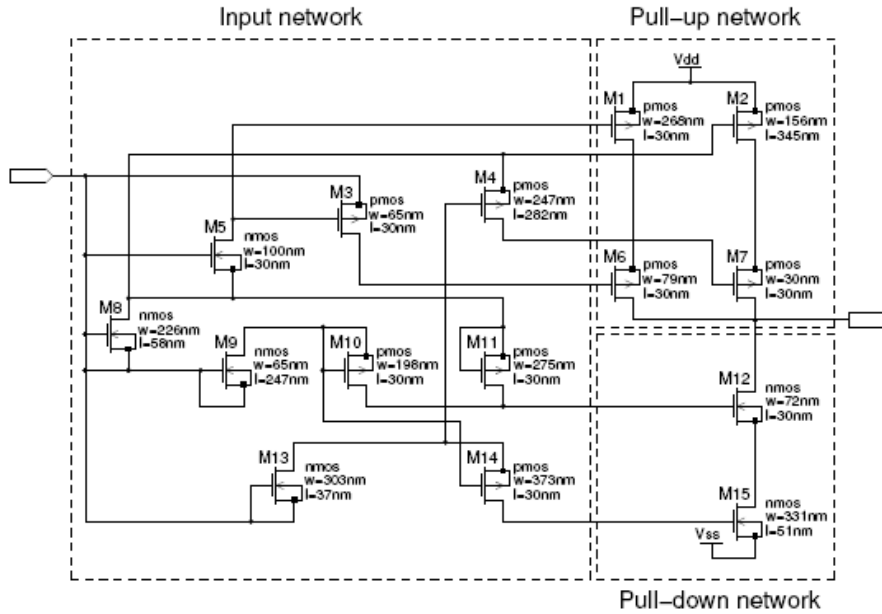 Input network
Pull-up network
Vdd
M1
pmos
w=268nm
l=30nm
M2
pmos
w=156nm
l=345nm
M3
pmos
w=65nm
l=30nm
M4
pmos
w=247nm
l=282nm
M5
nmos
w=100nm
l=30nm
M6
pmos
w=79nm
l=30nm
M7
pmos
w=30nm
l=30nm
M8
nmos
w=226nm
l=58nm
M9
nmos
w=65nm
l=247nm
M10
pmos
w=198nm
l=30nm
M11
pmos
w=275nm
l=30nm
M12
nmos
w=72nm
l=30nm
M13
nmos
w=303nm
l=37nm
M14
pmos
w=373nm
l=30nm
M15
nmos
w=331nm
l=51nm
Vss
Pull-down network